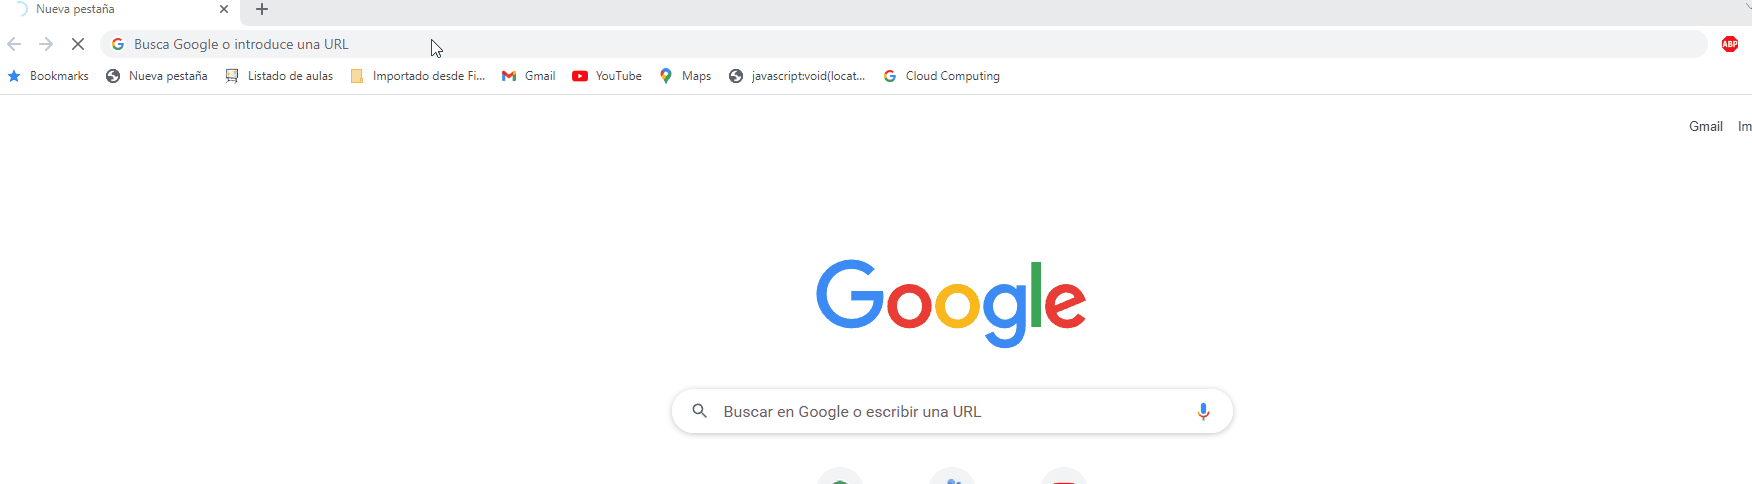 Nueva pestaña
Busca Google o introduce una URL
ABP
Bookmarks Nueva pestaña Listado de aulas Importado desde Fi... Gmail YouTube Maps javascript:void(locat... Cloud Computing
Gmail Im
Google
Buscar en Google o escribir una URL